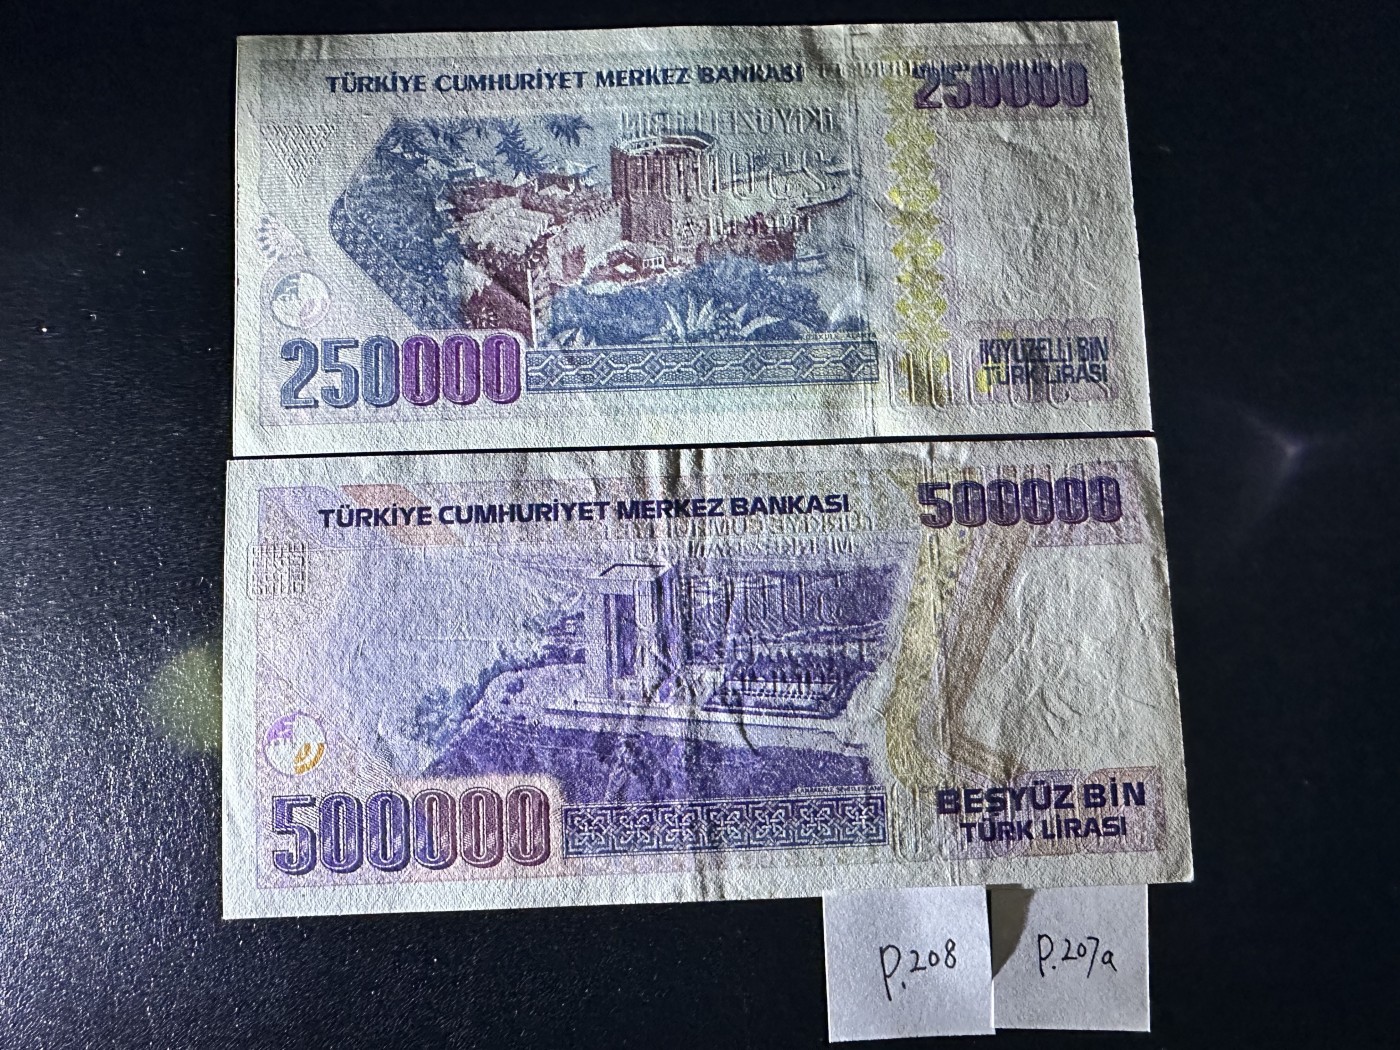 TÜRKİYE CUMHURİYET MERKEZ BANKASI
250000
250000
İKİYÜZELLİ BİN
TÜRK LİRASI
TÜRKİYE CUMHURİYET MERKEZ BANKASI
500000
500000
BEŞYÜZ BİN
TÜRK LİRASI
P.208
P.207a